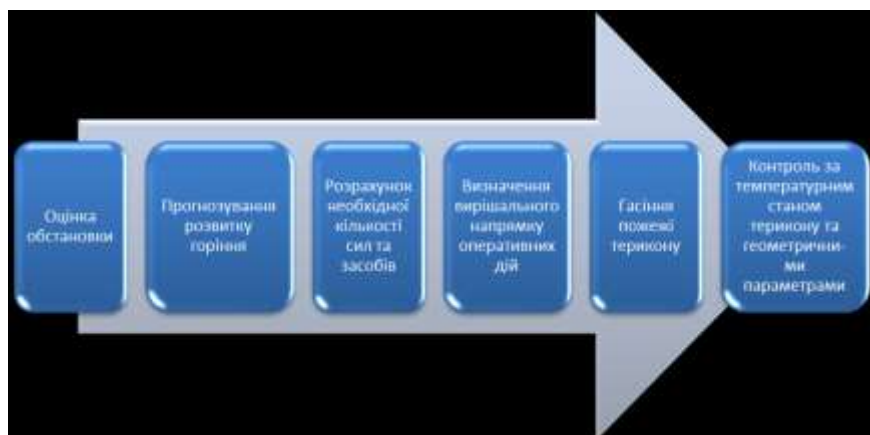 Оцінка
обстановки
Прогнозування
розвитку
горіння
Розрахунок
необхідної
кількості
сил та
засобів
Визначення
вирішального
напрямку
оперативних
дій
Гасіння
пожежі
терикону
Контроль за
температурним
станом
терикону та
геометрични-
ми
параметрами